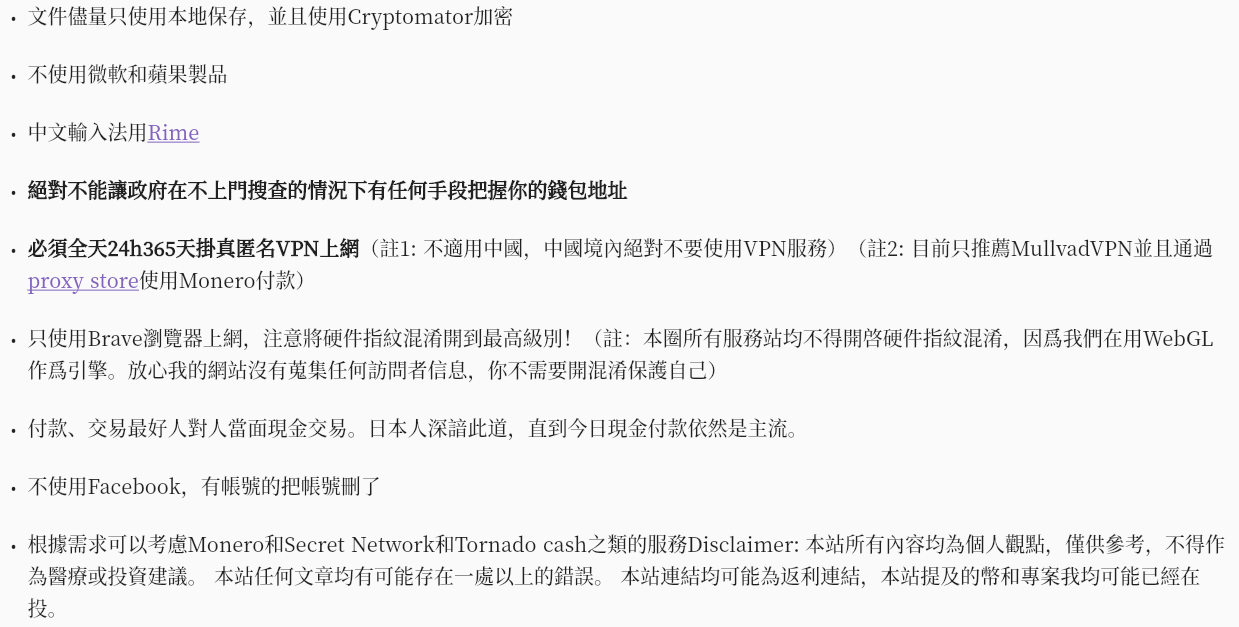 • 文件儘量只使用本地保存，並且使用Cryptomator加密
• 不使用微軟和蘋果製品
• 中文輸入法用Rime
• 絕對不能讓政府在不上門搜查的情況下有任何手段把握你的錢包地址
• 必須全天24h365天掛真匿名VPN上網（註1: 不適用中國，中國境內絕對不要使用VPN服務）（註2: 目前只推薦MullvadVPN並且通過
proxy store使用Monero付款）
• 只使用Brave瀏覽器上網，注意將硬件指紋混淆開到最高級別！（註：本圈所有服務站均不得開啓硬件指紋混淆，因爲我們在用WebGL
作爲引擎。放心我的網站沒有蒐集任何訪問者信息，你不需要開混淆保護自己）
• 付款、交易最好人對人當面現金交易。日本人深諳此道，直到今日現金付款依然是主流。
• 不使用Facebook，有帳號的把帳號刪了
• 根據需求可以考慮Monero和Secret Network和Tornado cash之類的服務Disclaimer: 本站所有內容均為個人觀點，僅供參考，不得作
為醫療或投資建議。 本站任何文章均有可能存在一處以上的錯誤。 本站連結均可能為返利連結，本站提及的幣和專案我均可能已經在
投。